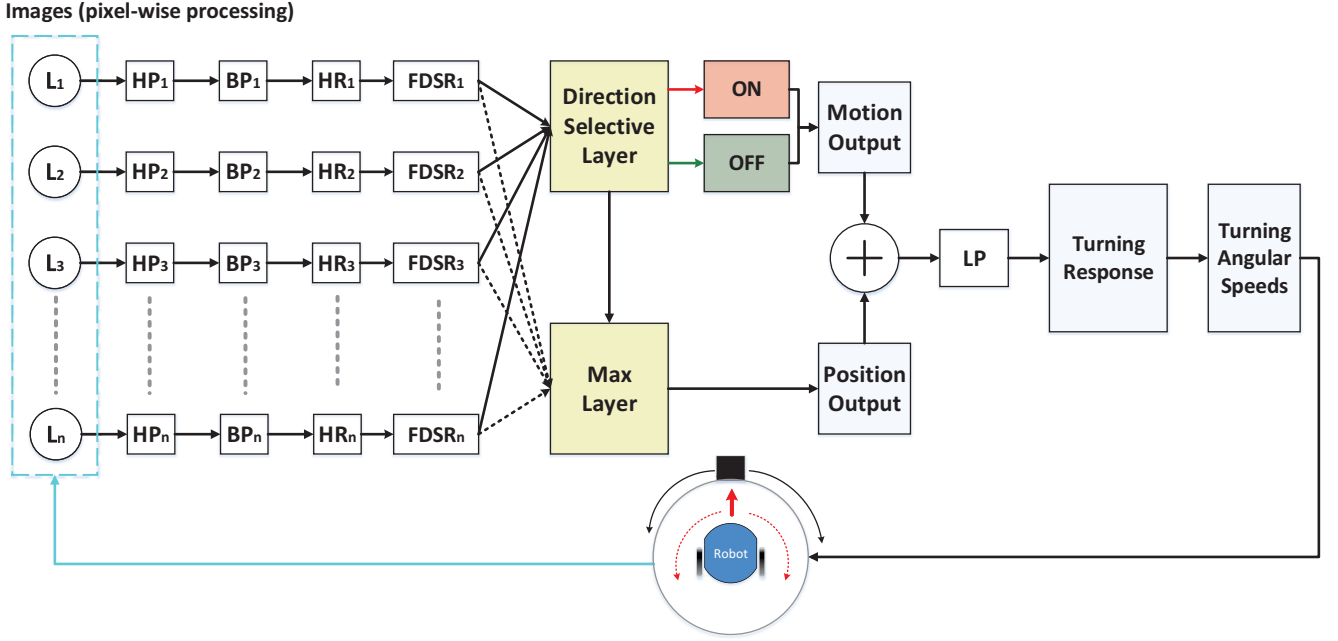 Images (pixel-wise processing)
L1 HP1 BP1 HR1 FDSR1
L2 HP2 BP2 HR2 FDSR2
L3 HP3 BP3 HR3 FDSR3
Ln HPn BPn HRn FDSRn
Direction
Selective
Layer
ON
OFF
Motion
Output
Max
Layer
Position
Output
LP
Turning
Response
Turning
Angular
Speeds
Robot